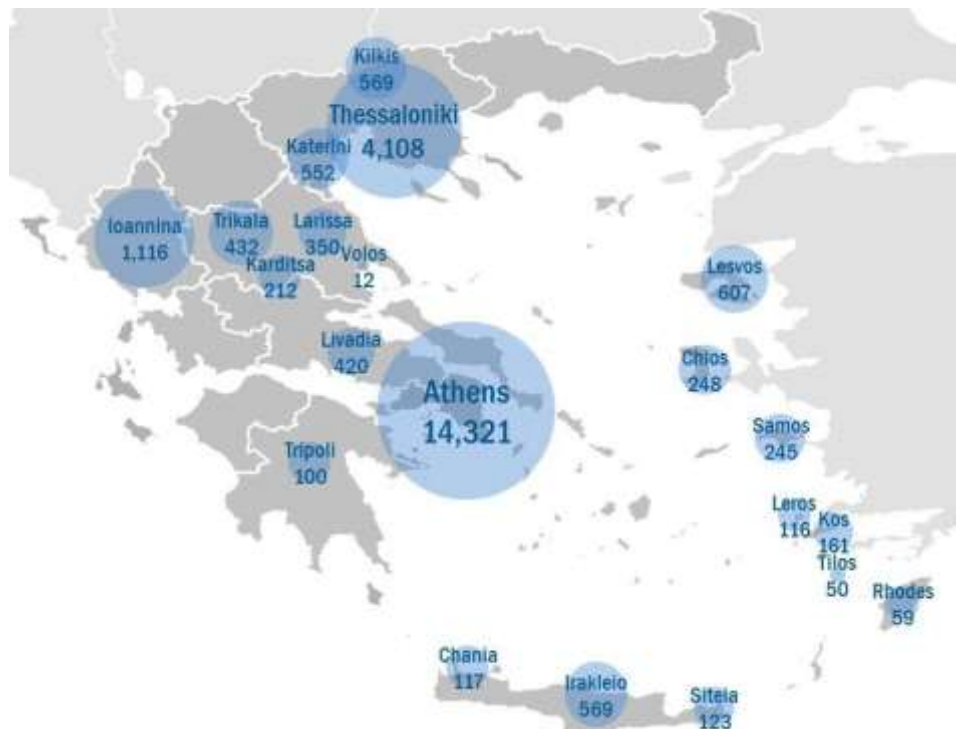 Kilkis
569
Thessaloniki
4,108
Katerini
552
Ioannina
1,116
Trikala
432
Larissa
350
Volos
12
Karditsa
212
Lesvos
607
Livadia
420
Chios
248
Athens
14,321
Samos
245
Tripoli
100
Leros
116
Kos
161
Tilos
50
Rhodes
59
Chania
117
Irakleio
569
Siteia
123